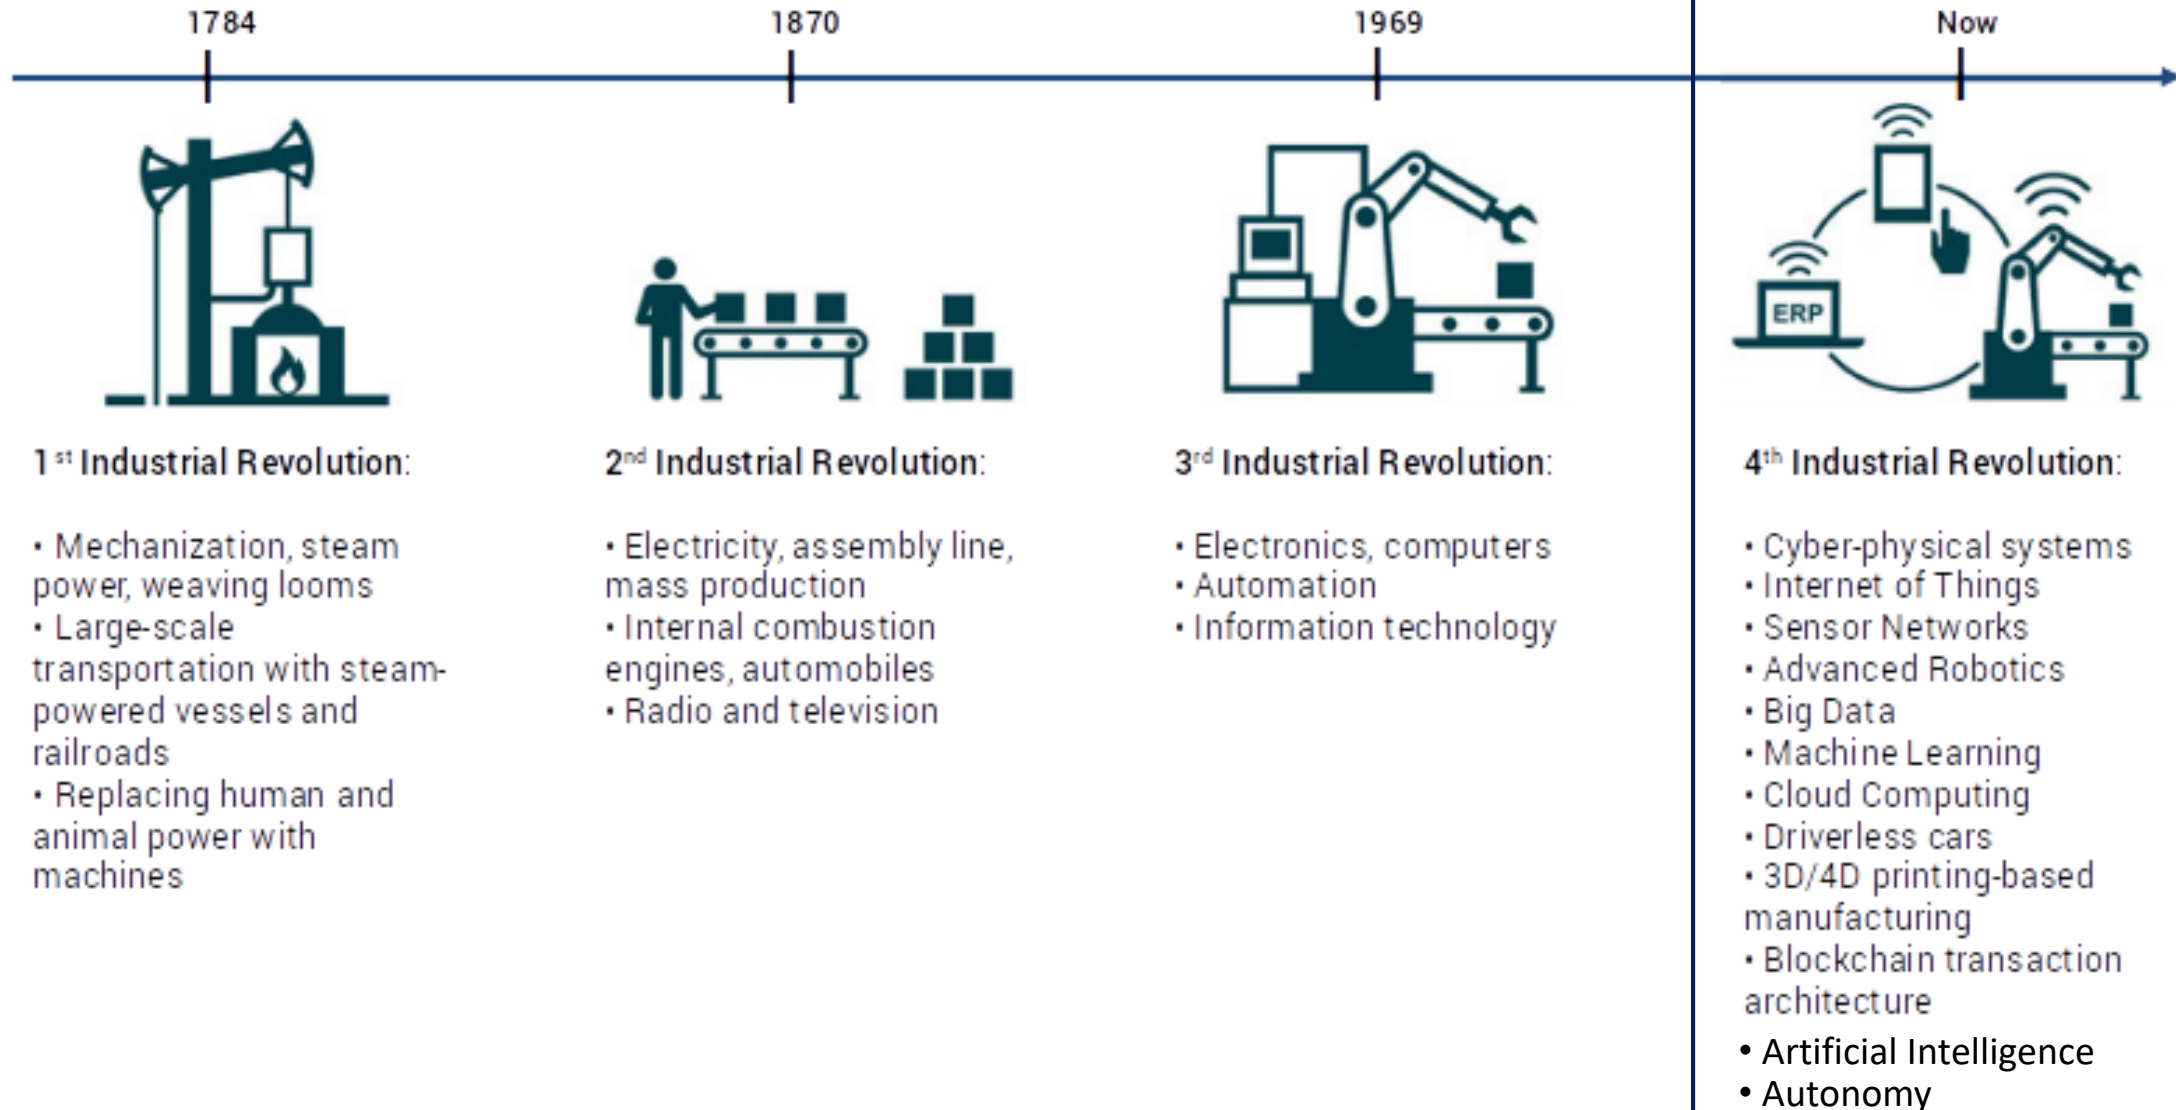 1784
1870
1969
Now
ERP
1st Industrial Revolution:
• Mechanization, steam
power, weaving looms
• Large-scale
transportation with steam-
powered vessels and
railroads
• Replacing human and
animal power with
machines
2nd Industrial Revolution:
• Electricity, assembly line,
mass production
• Internal combustion
engines, automobiles
• Radio and television
3rd Industrial Revolution:
• Electronics, computers
• Automation
• Information technology
4th Industrial Revolution:
• Cyber-physical systems
• Internet of Things
• Sensor Networks
• Advanced Robotics
• Big Data
• Machine Learning
• Cloud Computing
• Driverless cars
• 3D/4D printing-based
manufacturing
• Blockchain transaction
architecture
• Artificial Intelligence
• Autonomy